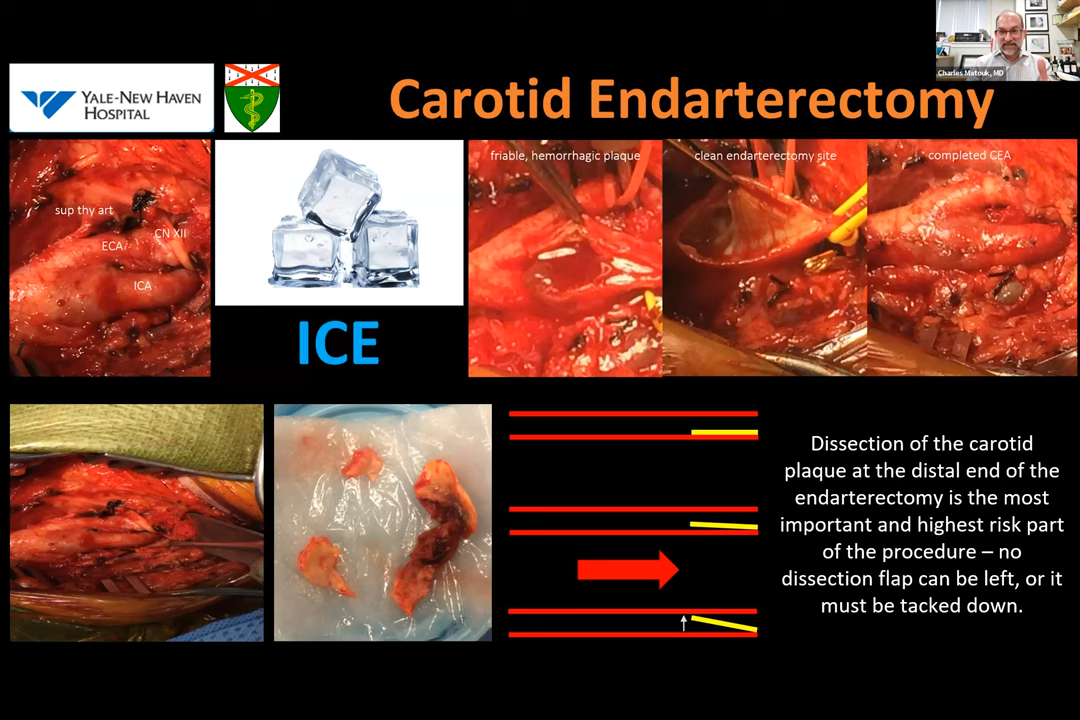 Charles Matouk, MD
YALE-NEW HAVEN
HOSPITAL
Carotid Endarterectomy
sup thy art
CN XII
ECA
ICA
ICE
friable, hemorrhagic plaque
clean endarterectomy site
completed CEA
Dissection of the carotid
plaque at the distal end of the
endarterectomy is the most
important and highest risk part
of the procedure – no
dissection flap can be left, or it
must be tacked down.